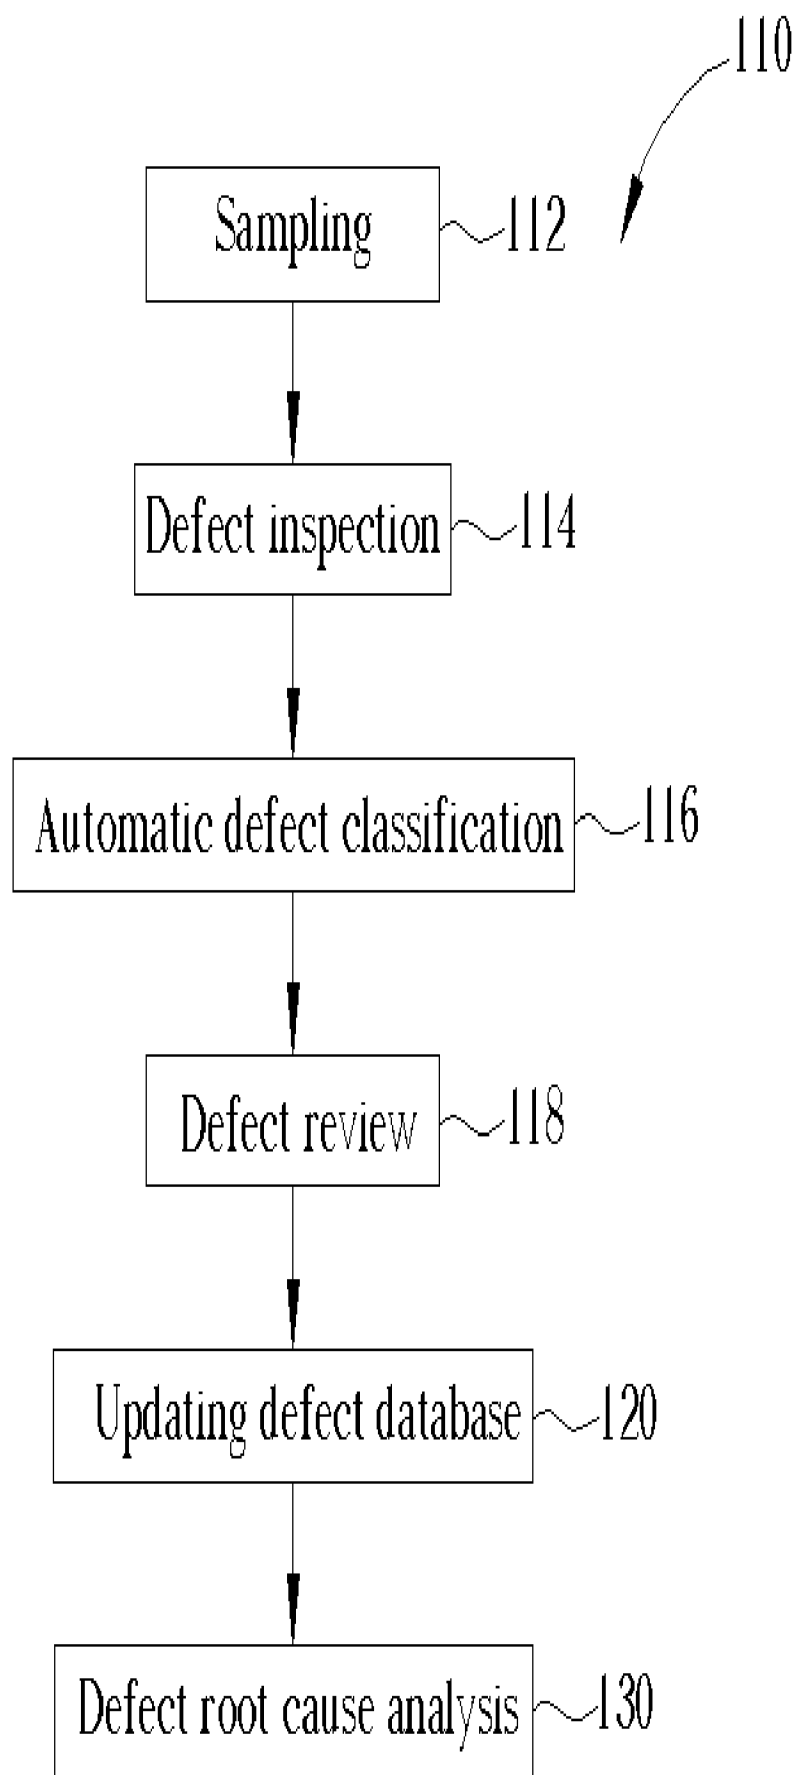 110
Sampling 112
Defect inspection 114
Automatic defect classification 116
Defect review 118
Updating defect database 120
Defect root cause analysis 130